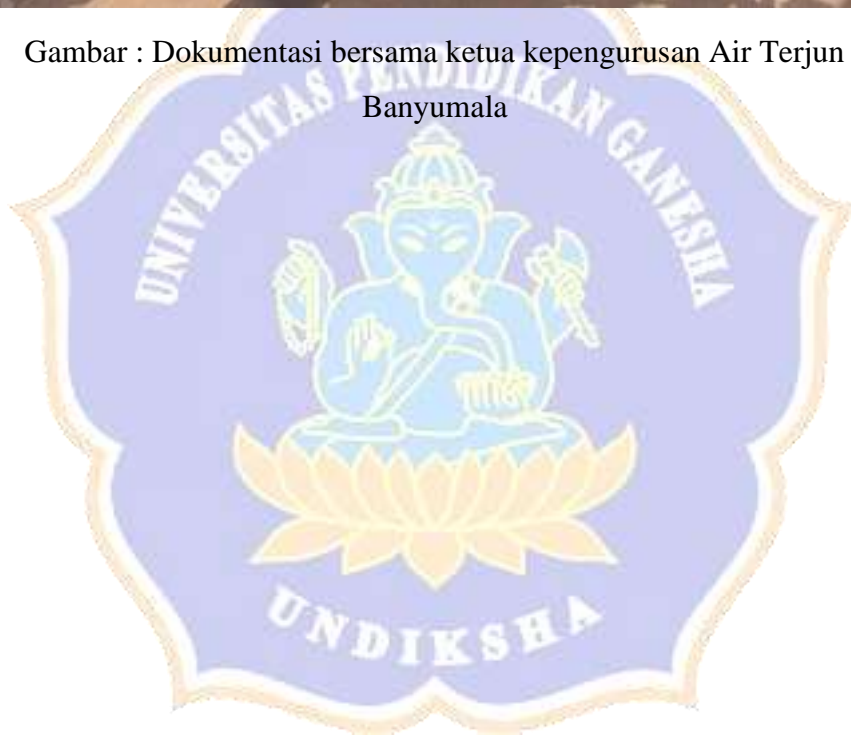 Gambar : Dokumentasi bersama ketua kepengurusan Air Terjun
Banyumala
UNIVERSITAS PENDIDIKAN GANESHA
UNDIKSHA